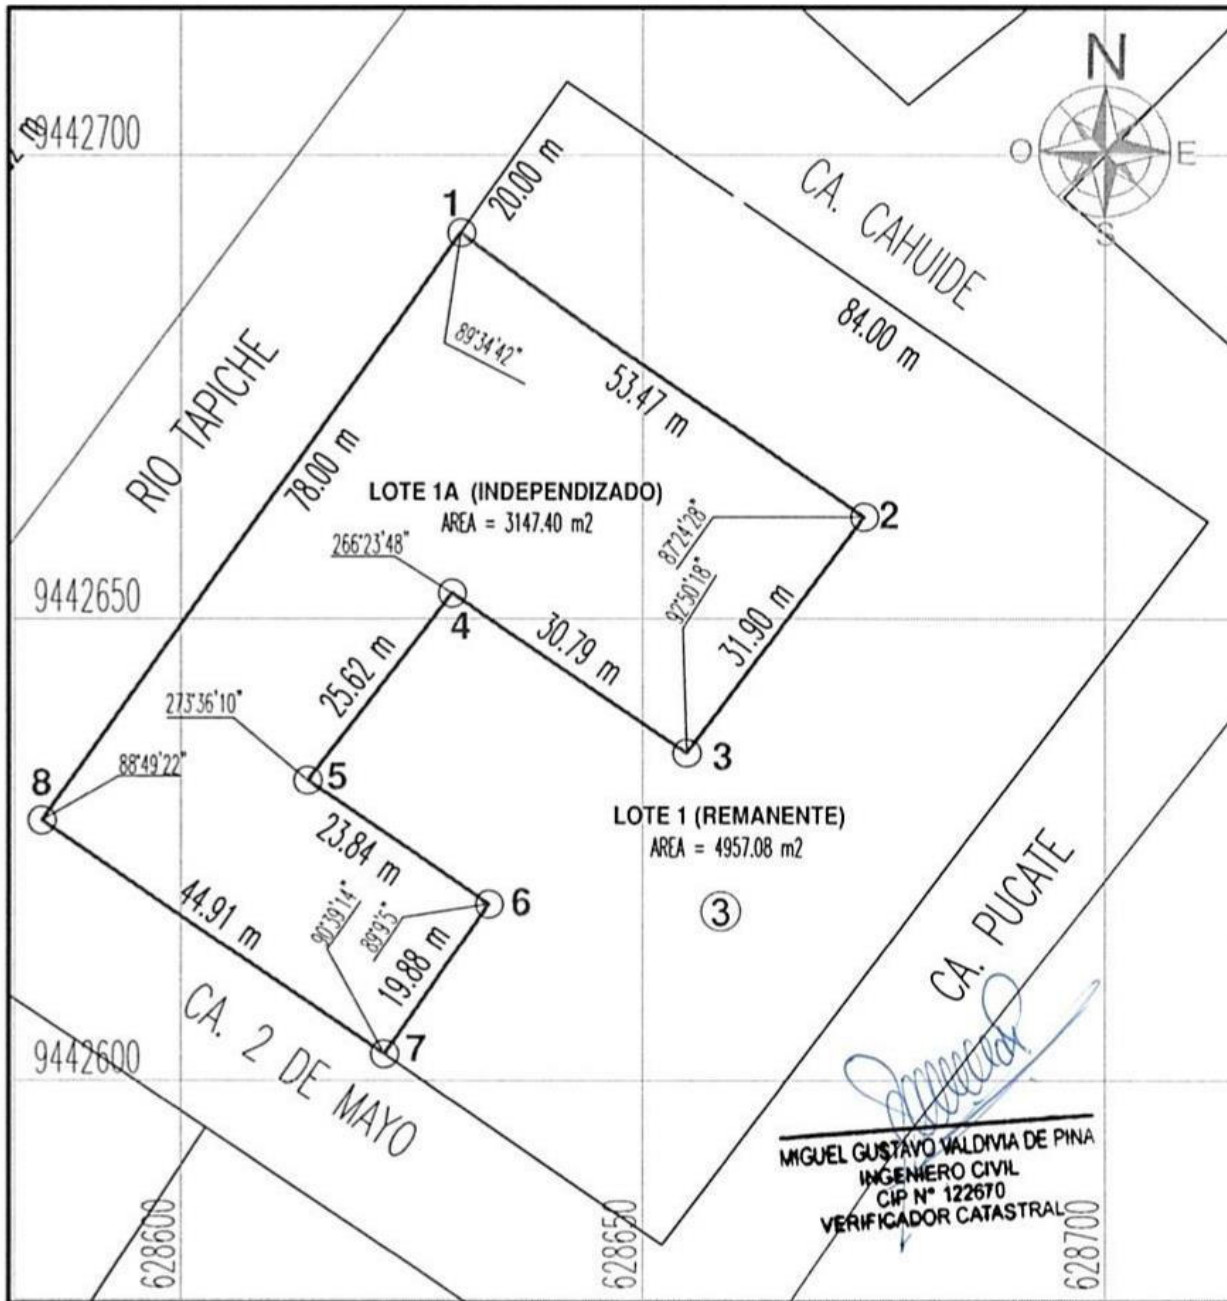 N
O
E
S
9442700
9442650
9442600
628600
628650
628700
CA. CAHUIDE
84.00 m
20.00 m
1
89°34'42"
53.47 m
RIO TAPICHE
78.00 m
LOTE 1A (INDEPENDIZADO)
AREA = 3147.40 m2
87°24'28"
2
266°23'48"
92°50'18"
4
30.79 m
31.90 m
25.62 m
273°36'10"
3
88°49'22"
8
5
LOTE 1 (REMANENTE)
AREA = 4957.08 m2
23.84 m
44.91 m
90°39'14"
89°9'5"
6
3
19.88 m
CA. PUCATE
CA. 2 DE MAYO
7
MIGUEL GUSTAVO VALDIVIA DE PINA
INGENIERO CIVIL
CIP N° 122670
VERIFICADOR CATASTRAL